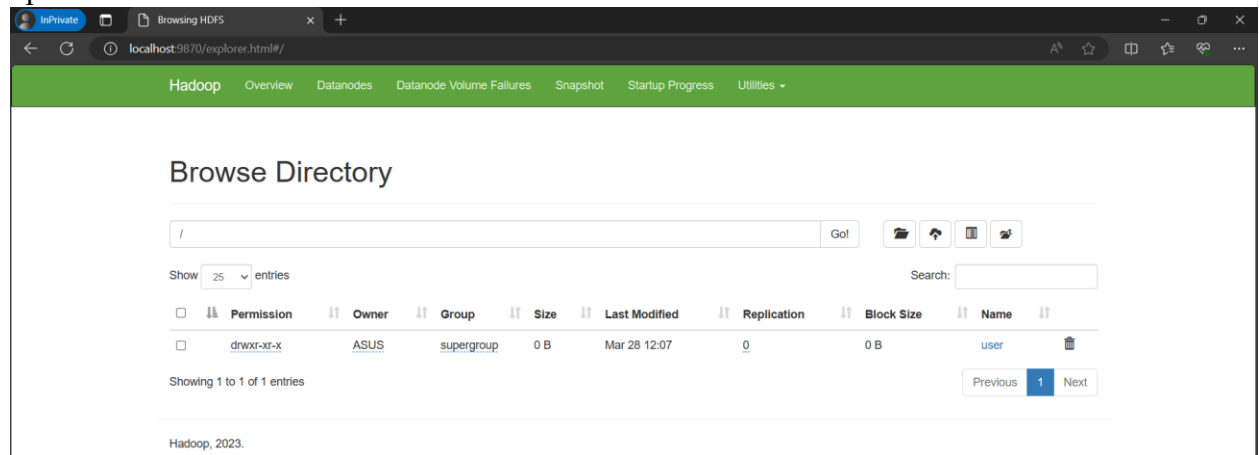 InPrivate Browsing HDFS
localhost:9870/explorer.html#/
Hadoop Overview Datanodes Datanode Volume Failures Snapshot Startup Progress Utilities
Browse Directory
/ Go!
Show 25 entries Search:
Permission Owner Group Size Last Modified Replication Block Size Name
drwxr-xr-x ASUS supergroup 0 B Mar 28 12:07 0 0 B user
Showing 1 to 1 of 1 entries Previous 1 Next
Hadoop, 2023.